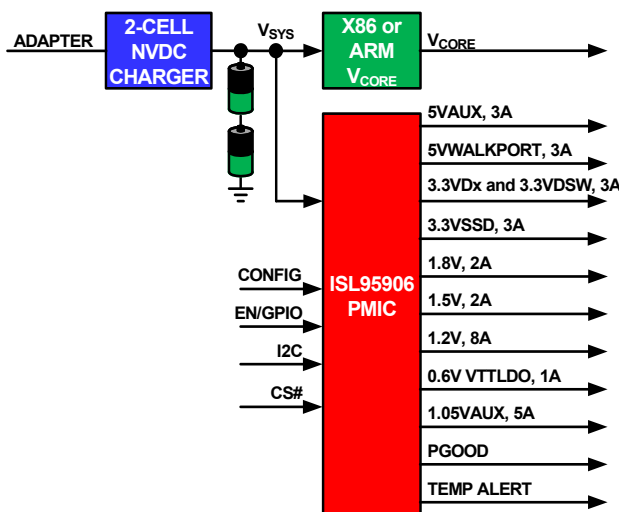 ADAPTER
2-CELL
NVDC
CHARGER
VSYS
X86 or
ARM
VCORE
VCORE
5VAUX, 3A
5VWALKPORT, 3A
3.3VDx and 3.3VDSW, 3A
3.3VSSD, 3A
1.8V, 2A
1.5V, 2A
1.2V, 8A
0.6V VTTLDO, 1A
1.05VAUX, 5A
PGOOD
TEMP ALERT
CONFIG
EN/GPIO
I2C
CS#
ISL95906
PMIC